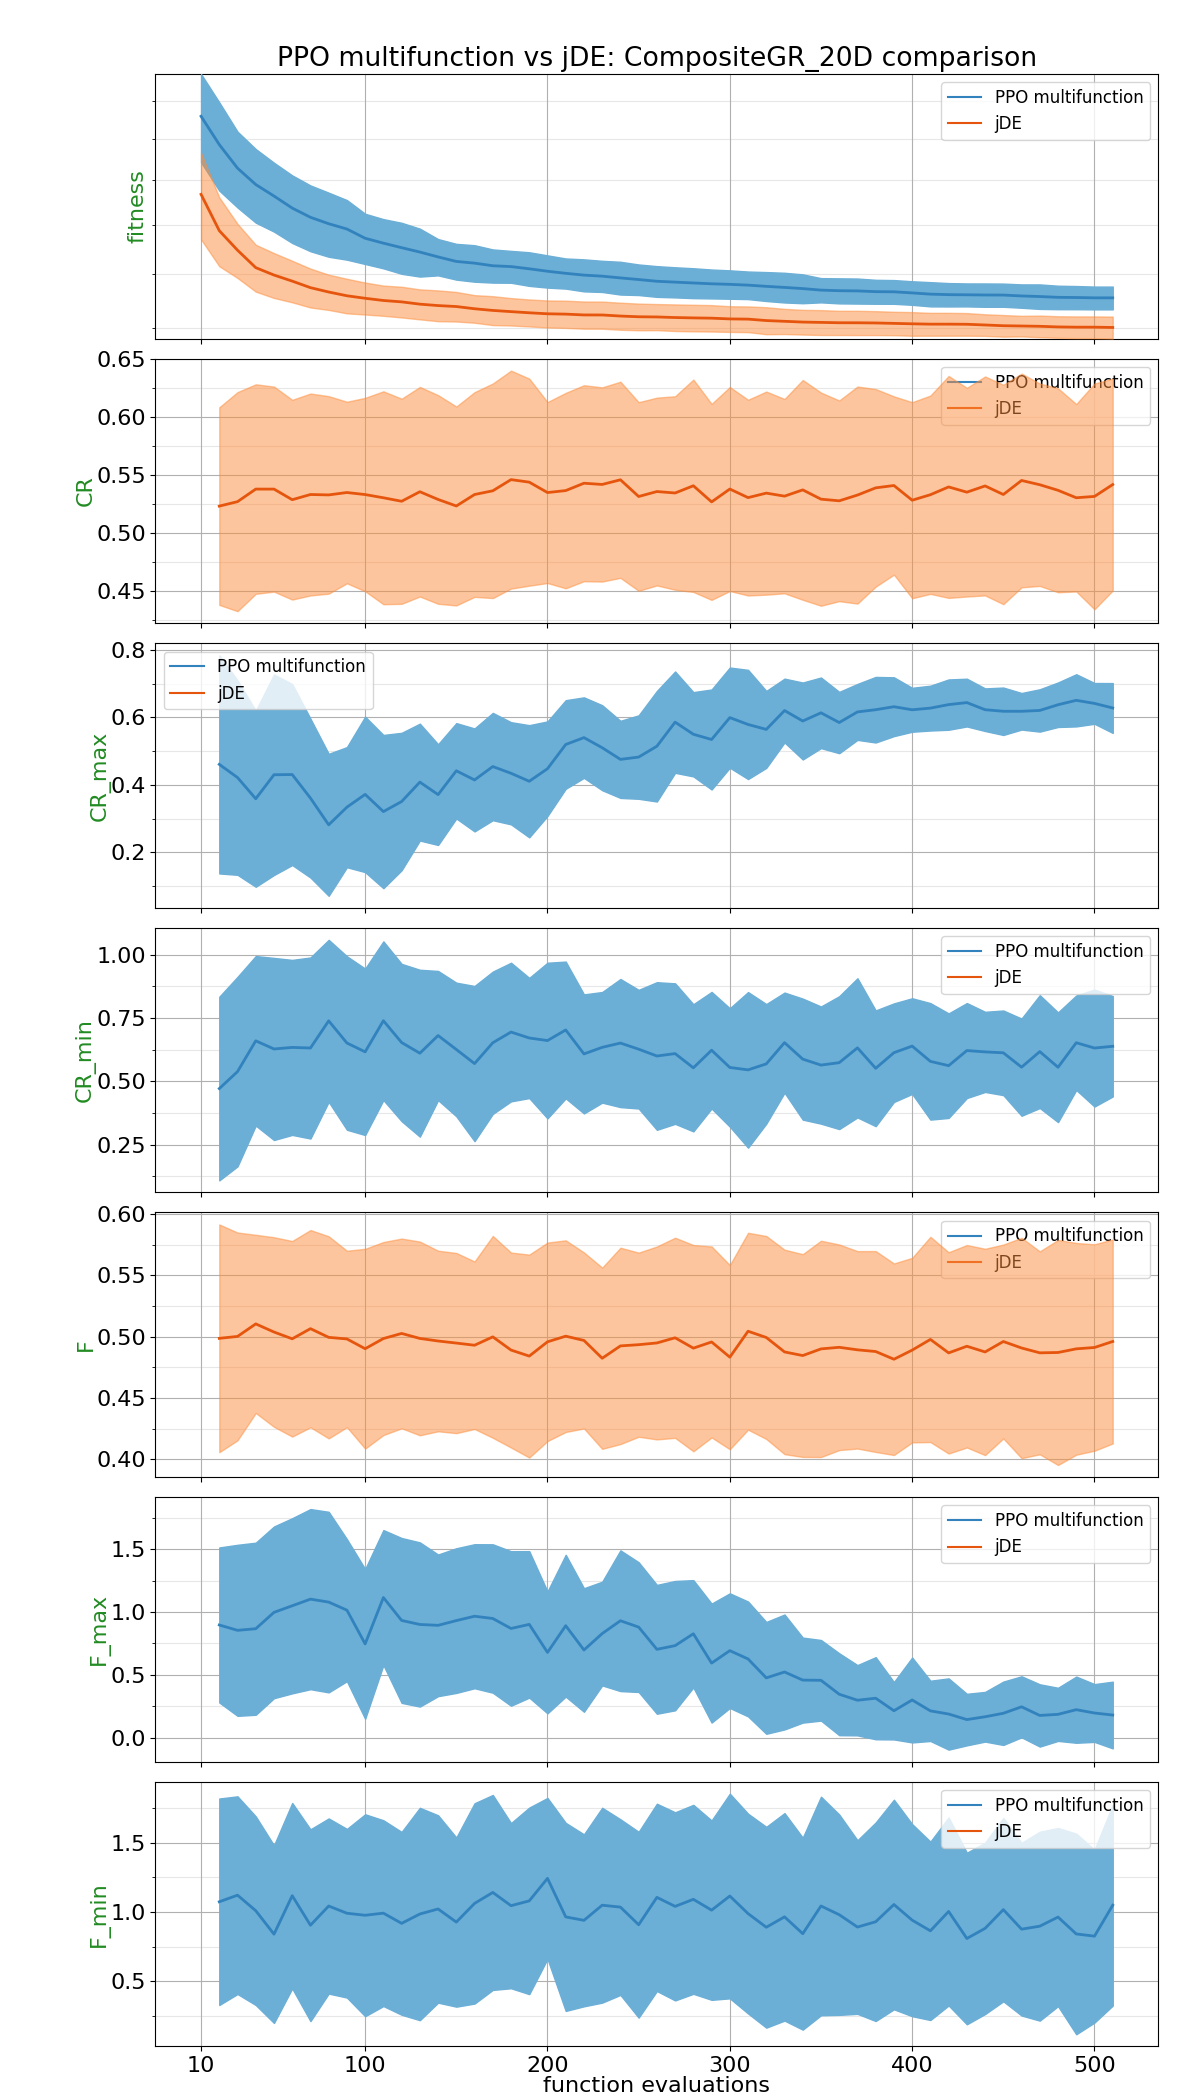 PPO multifunction vs jDE: CompositeGR_20D comparison
fitness
PPO multifunction
jDE
0.65
0.60
0.55
0.50
0.45
CR
PPO multifunction
jDE
0.8
0.6
0.4
0.2
CR_max
PPO multifunction
jDE
1.00
0.75
0.50
0.25
CR_min
PPO multifunction
jDE
0.60
0.55
0.50
0.45
0.40
F
PPO multifunction
jDE
1.5
1.0
0.5
0.0
F_max
PPO multifunction
jDE
1.5
1.0
0.5
F_min
PPO multifunction
jDE
10 100 200 300 400 500
function evaluations